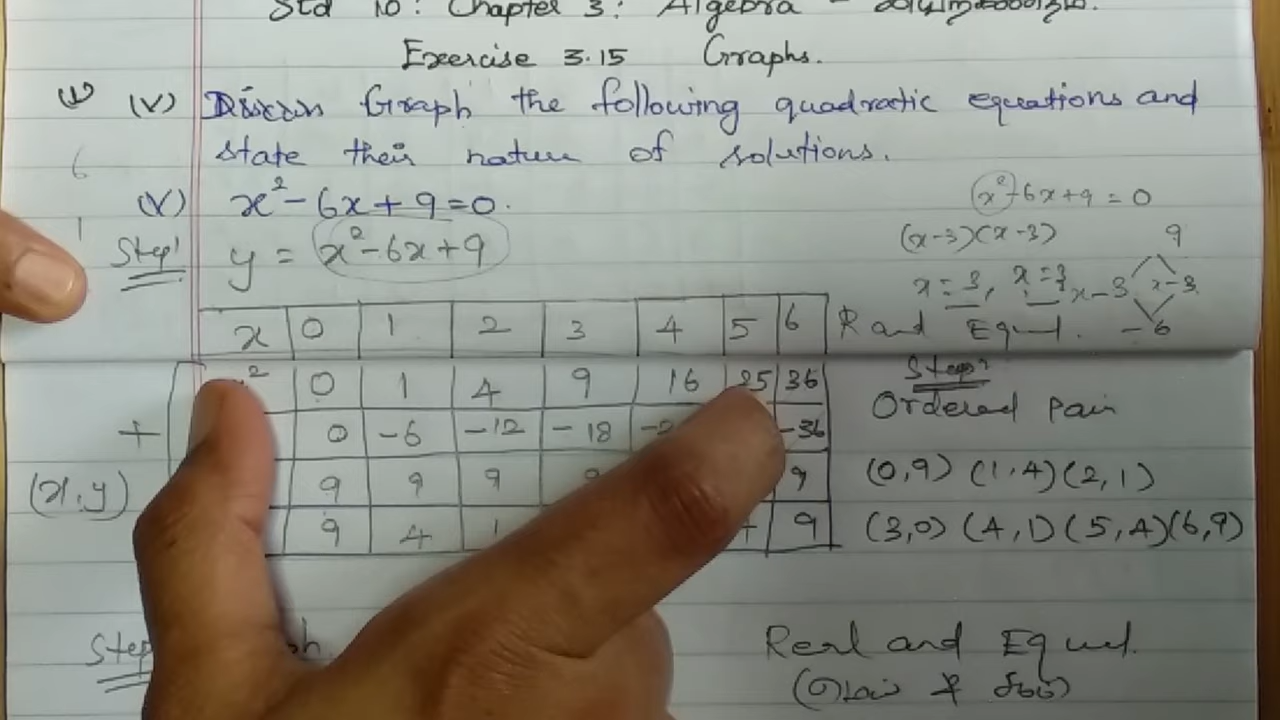 Std 10: Chapter 3: Algebra -
Exercise 3.15 Graphs.
(V) Graph the following quadratic equations and
state their nature of solutions.
(V) x² - 6x + 9 = 0.
x² - 6x + 9 = 0
Step 1 y = x² - 6x + 9
(x-3)(x-3) 9
x = 3, x = 3 x-3 x-3
-6
x 0 1 2 3 4 5 6 R and Equal.
x² 0 1 4 9 16 25 36
Step 2
Ordered pair
+ 0 -6 -12 -18 -36
(x, y) 9 9 9 9 9
(0,9) (1,4) (2,1)
9 4 1 9
(3,0) (4,1) (5,4) (6,9)
Step
Real and Equal.